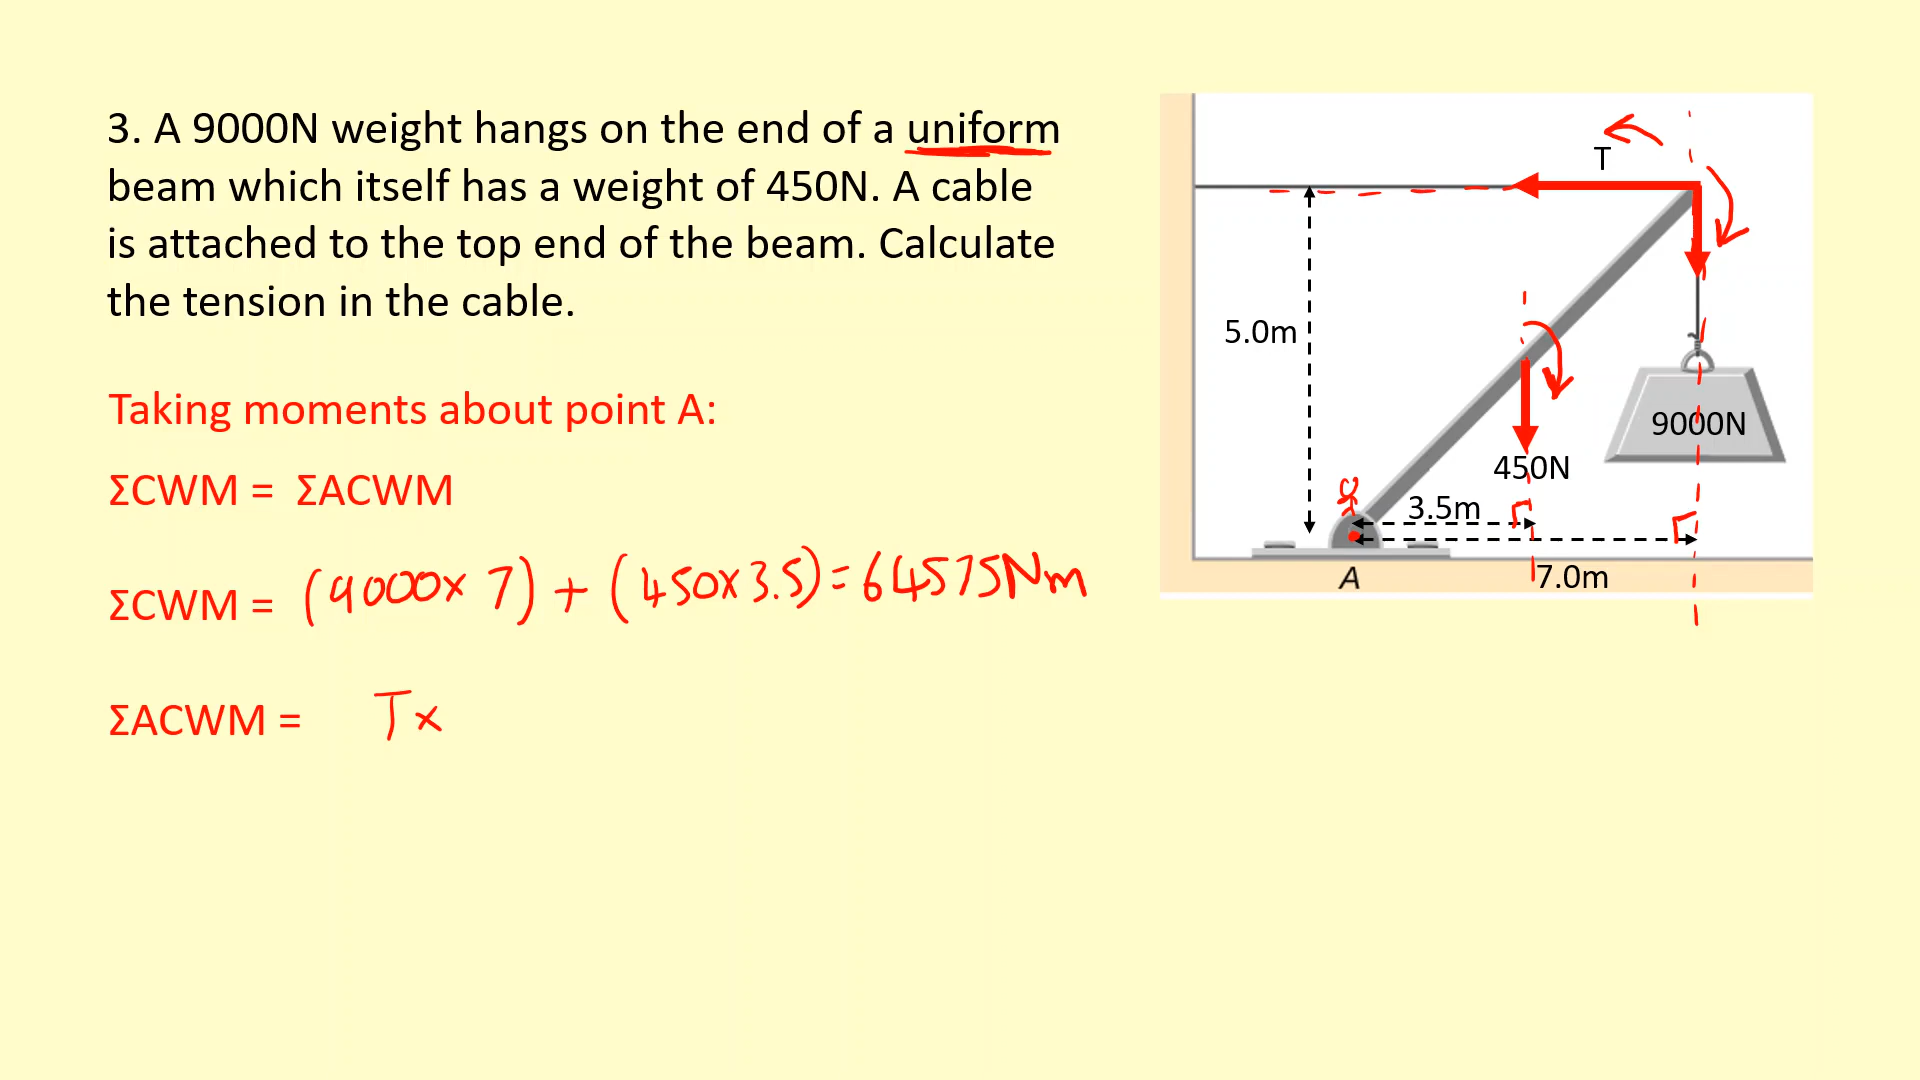 3. A 9000N weight hangs on the end of a uniform
beam which itself has a weight of 450N. A cable
is attached to the top end of the beam. Calculate
the tension in the cable.
Taking moments about point A:
ΣCWM = ΣACWM
ΣCWM = (9000x 7) + (450x3.5)=64575Nm
ΣACWM = Tx
T
5.0m
9000N
450N
3.5m
7.0m
A